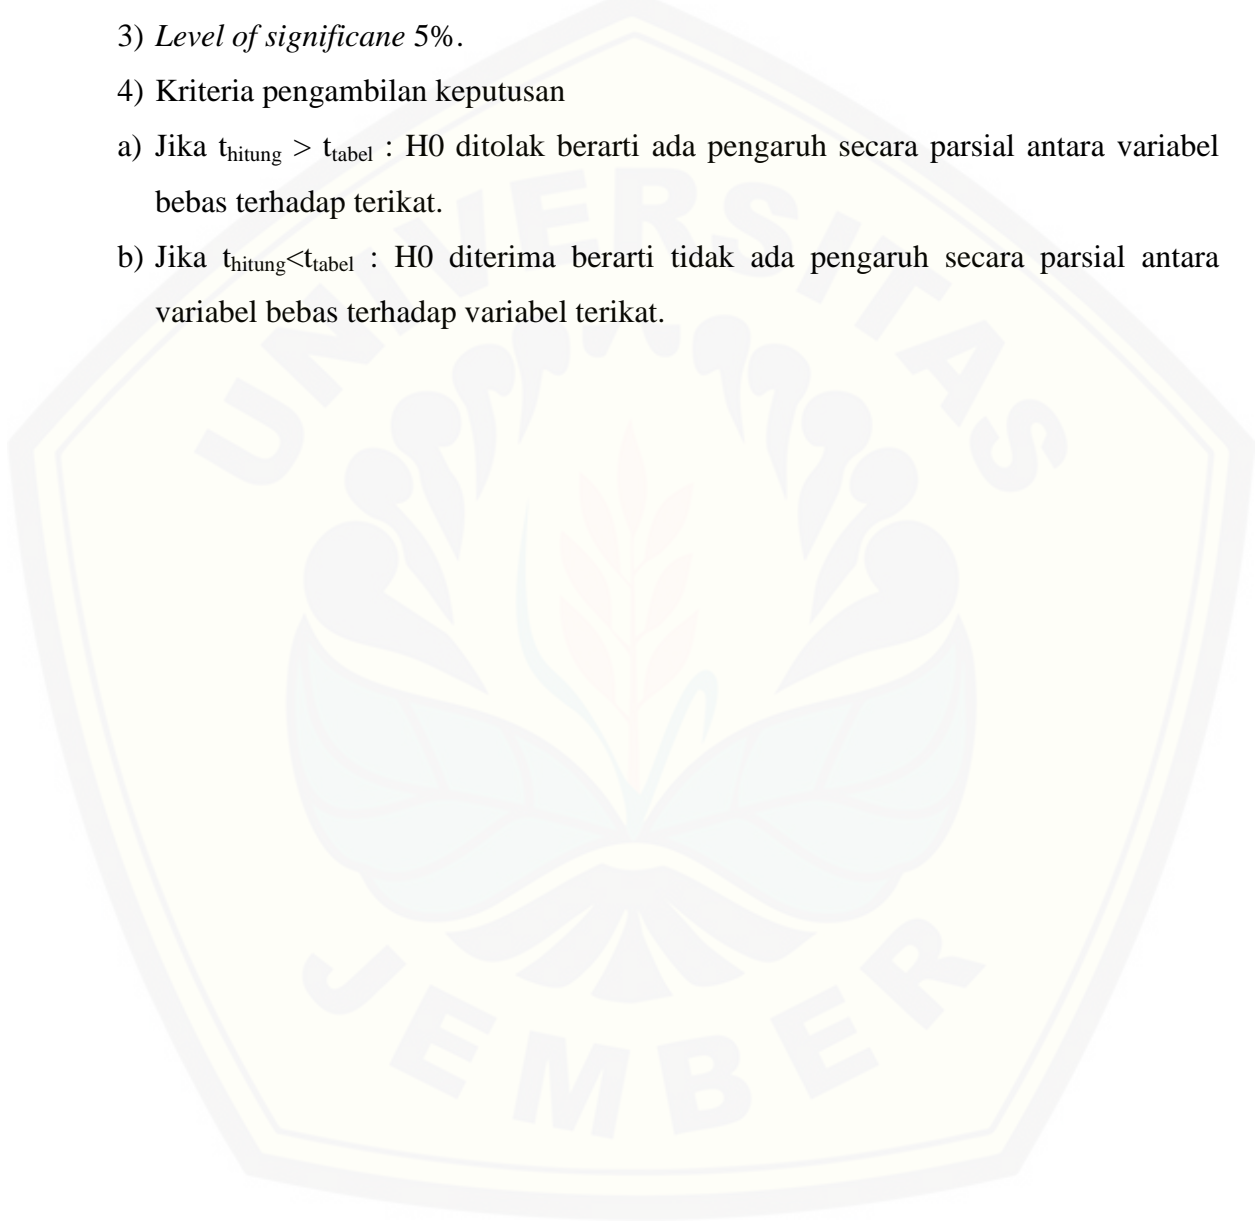 3) Level of significane 5%.
4) Kriteria pengambilan keputusan
a) Jika thitung > ttabel : H0 ditolak berarti ada pengaruh secara parsial antara variabel
bebas terhadap terikat.
b) Jika thitung<ttabel : H0 diterima berarti tidak ada pengaruh secara parsial antara
variabel bebas terhadap variabel terikat.
UNIVERSITAS
JEMBER